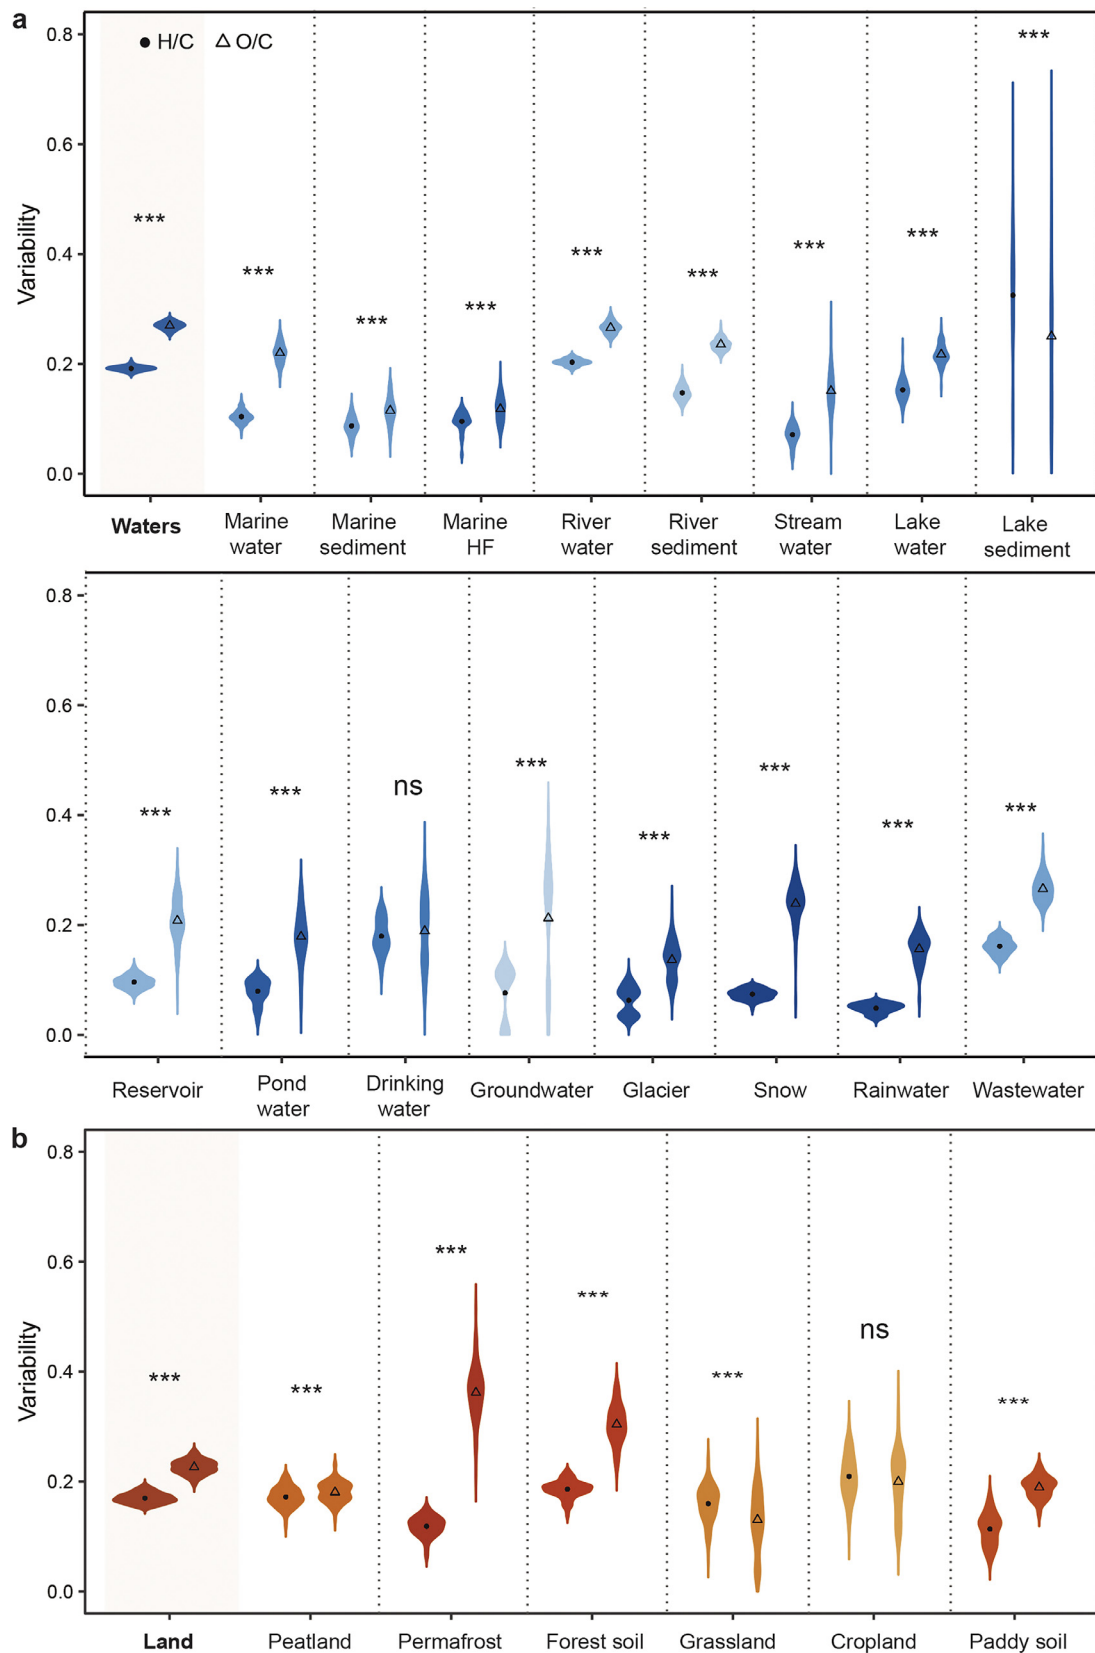 a
● H/C △ O/C
Variability
0.8
0.6
0.4
0.2
0.0
*** *** *** *** *** *** *** *** ***
Waters
Marine
water
Marine
sediment
Marine
HF
River
water
River
sediment
Stream
water
Lake
water
Lake
sediment
0.8
0.6
0.4
0.2
0.0
*** *** ns *** *** *** *** ***
Reservoir
Pond
water
Drinking
water
Groundwater
Glacier
Snow
Rainwater
Wastewater
b
Variability
0.8
0.6
0.4
0.2
0.0
*** *** *** *** *** ns ***
Land
Peatland
Permafrost
Forest soil
Grassland
Cropland
Paddy soil